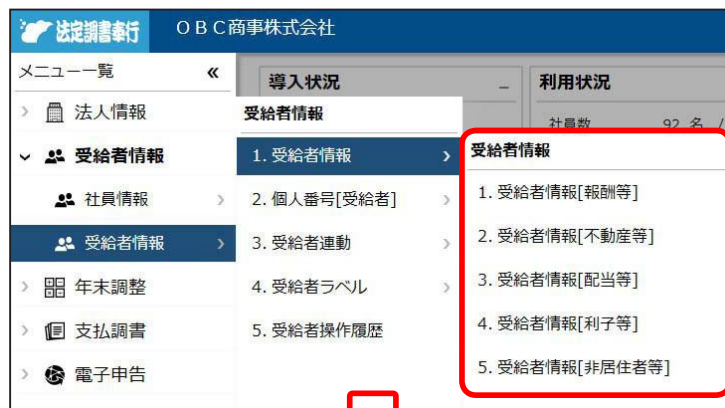 法定調書奉行
ＯＢＣ商事株式会社
メニュー一覧 «
法人情報
受給者情報
社員情報
受給者情報
年末調整
支払調書
電子申告
導入状況
利用状況
社員数 92 名 /
受給者情報
1. 受給者情報
2. 個人番号[受給者]
3. 受給者連動
4. 受給者ラベル
5. 受給者操作履歴
受給者情報
1. 受給者情報[報酬等]
2. 受給者情報[不動産等]
3. 受給者情報[配当等]
4. 受給者情報[利子等]
5. 受給者情報[非居住者等]